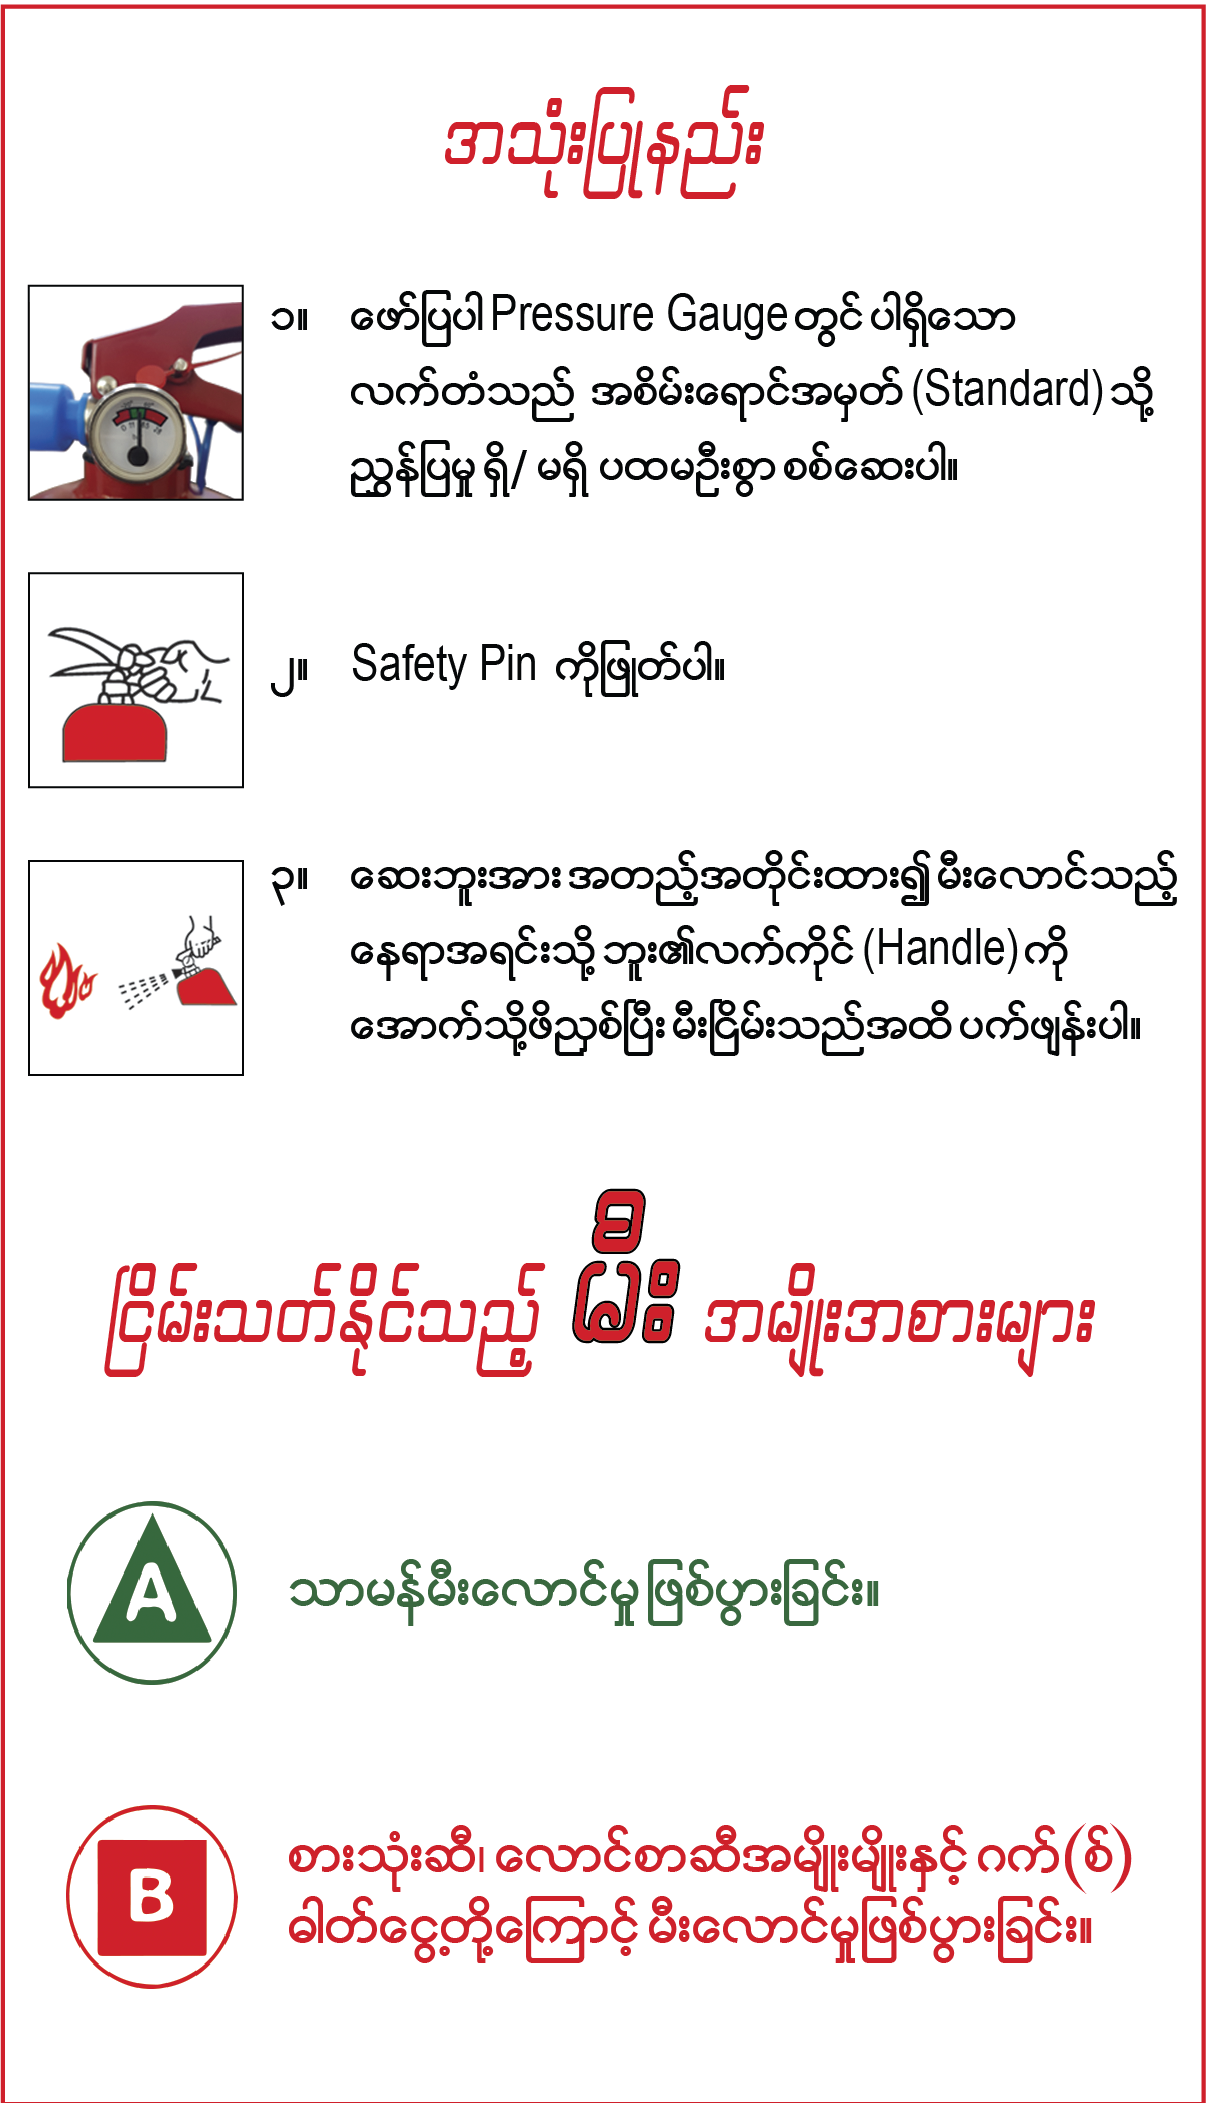 အသုံးပြုနည်း
၁။ ဖော်ပြပါ Pressure Gauge တွင် ပါရှိသော
လက်တံသည် အစိမ်းရောင်အမှတ် (Standard) သို့
ညွှန်ပြမှု ရှိ/ မရှိ ပထမဦးစွာ စစ်ဆေးပါ။
၂။ Safety Pin ကိုဖြုတ်ပါ။
၃။ ဆေးဘူးအား အတည့်အတိုင်းထား၍ မီးလောင်သည့်
နေရာအရင်းသို့ ဘူး၏လက်ကိုင် (Handle) ကို
အောက်သို့ဖိညှစ်ပြီး မီးငြိမ်းသည်အထိ ပက်ဖျန်းပါ။
ငြိမ်းသတ်နိုင်သည့် မီး အမျိုးအစားများ
A သာမန်မီးလောင်မှု ဖြစ်ပွားခြင်း။
B စားသုံးဆီ၊ လောင်စာဆီအမျိုးမျိုးနှင့် ဂက်(စ်)
ဓါတ်ငွေ့တို့ကြောင့် မီးလောင်မှုဖြစ်ပွားခြင်း။